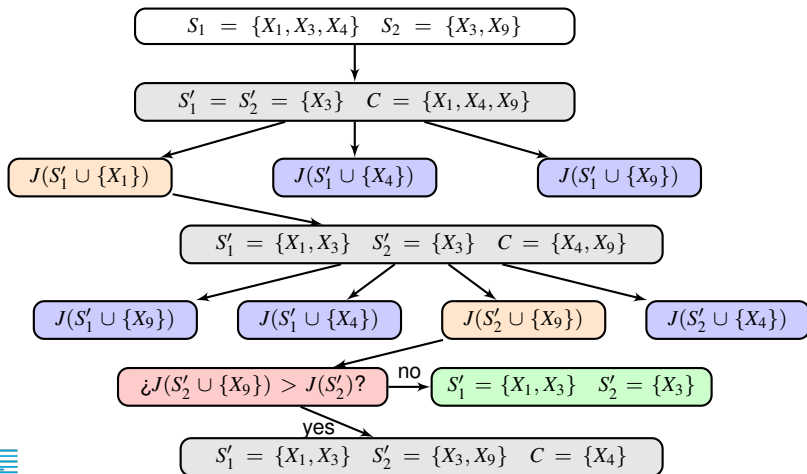 S₁ = {X₁, X₃, X₄} S₂ = {X₃, X₉}
S′₁ = S′₂ = {X₃} C = {X₁, X₄, X₉}
J(S′₁ ∪ {X₁}) J(S′₁ ∪ {X₄}) J(S′₁ ∪ {X₉})
S′₁ = {X₁, X₃} S′₂ = {X₃} C = {X₄, X₉}
J(S′₁ ∪ {X₉}) J(S′₁ ∪ {X₄}) J(S′₂ ∪ {X₉}) J(S′₂ ∪ {X₄})
¿J(S′₂ ∪ {X₉}) > J(S′₂)? no S′₁ = {X₁, X₃} S′₂ = {X₃}
yes
S′₁ = {X₁, X₃} S′₂ = {X₃, X₉} C = {X₄}